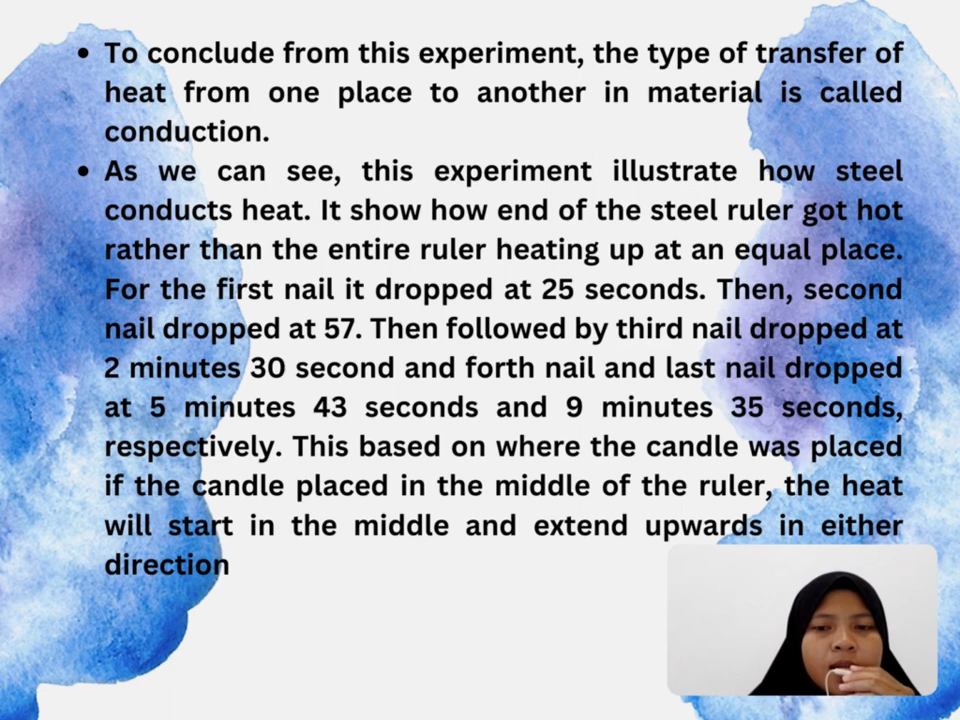 • To conclude from this experiment, the type of transfer of
heat from one place to another in material is called
conduction.
• As we can see, this experiment illustrate how steel
conducts heat. It show how end of the steel ruler got hot
rather than the entire ruler heating up at an equal place.
For the first nail it dropped at 25 seconds. Then, second
nail dropped at 57. Then followed by third nail dropped at
2 minutes 30 second and forth nail and last nail dropped
at 5 minutes 43 seconds and 9 minutes 35 seconds,
respectively. This based on where the candle was placed
if the candle placed in the middle of the ruler, the heat
will start in the middle and extend upwards in either
direction